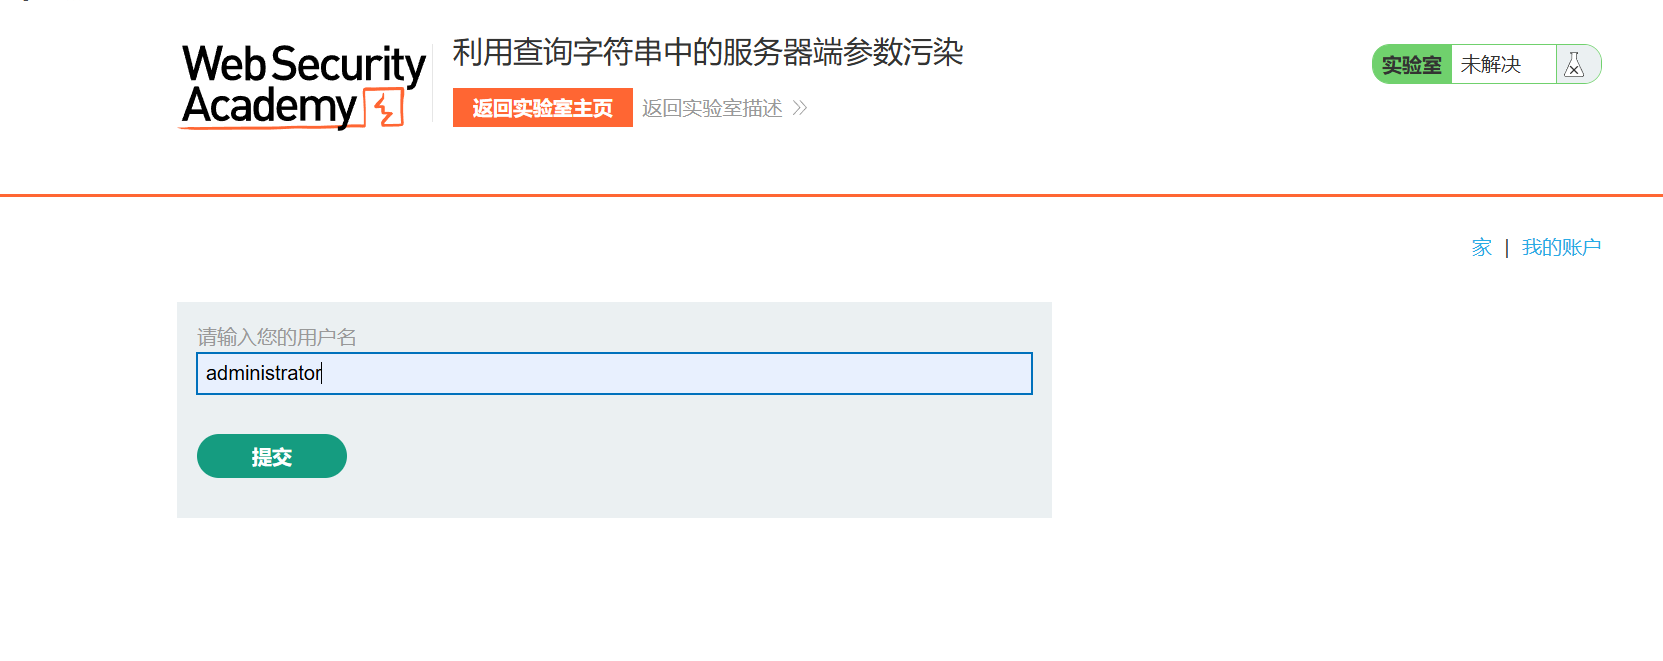 Web Security
Academy
利用查询字符串中的服务器端参数污染
返回实验室主页 返回实验室描述
实验室 未解决
家 | 我的账户
请输入您的用户名
administrator
提交